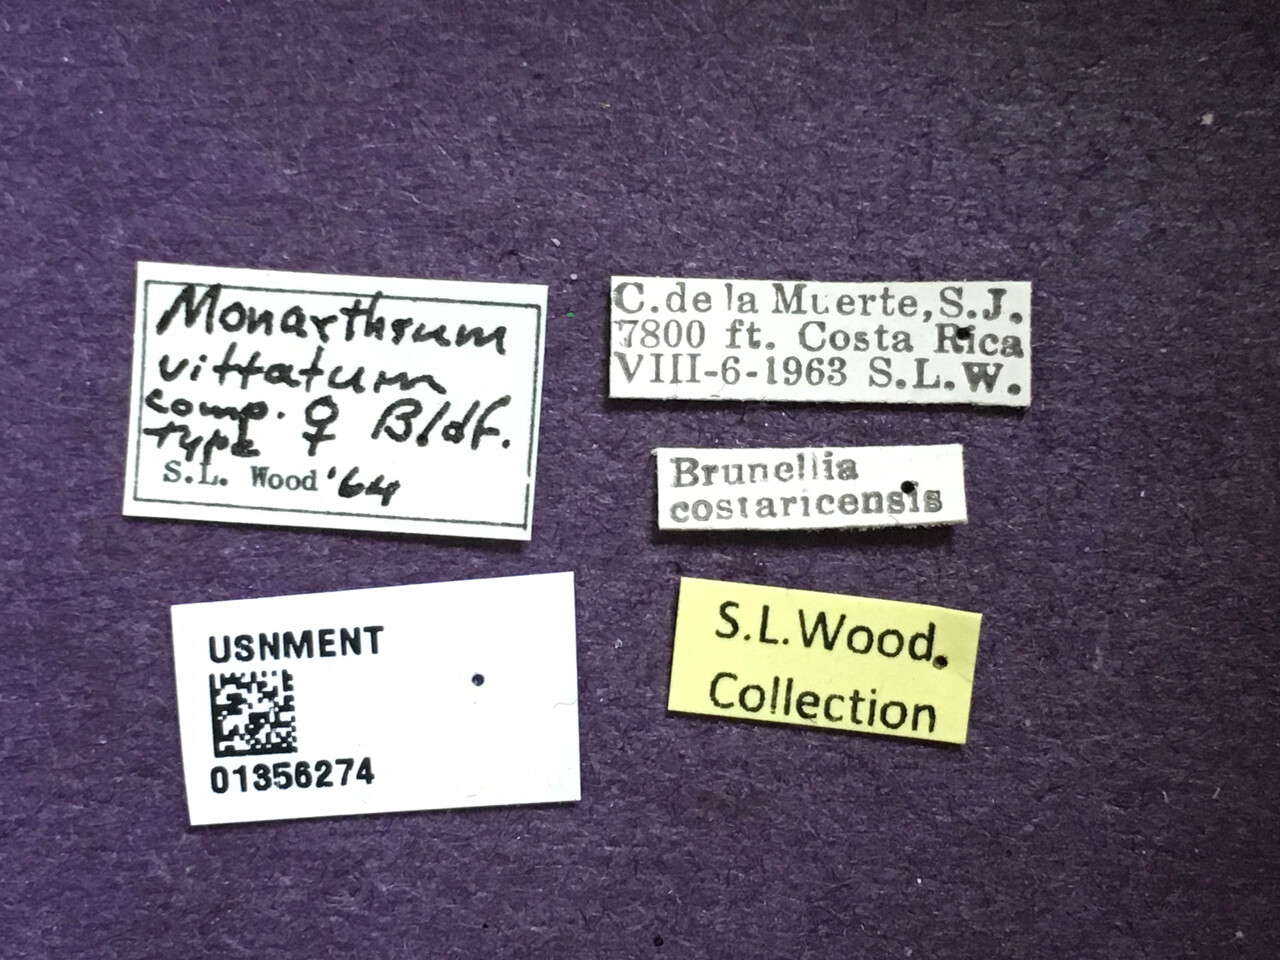 Monarthrum
vittatum
comp. ♀ Bldf.
type
S.L. Wood '64
C. de la Muerte, S.J.
7800 ft. Costa Rica
VIII-6-1963 S.L.W.
Brunellia
costaricensis
USNMENT
01356274
S.L.Wood.
Collection